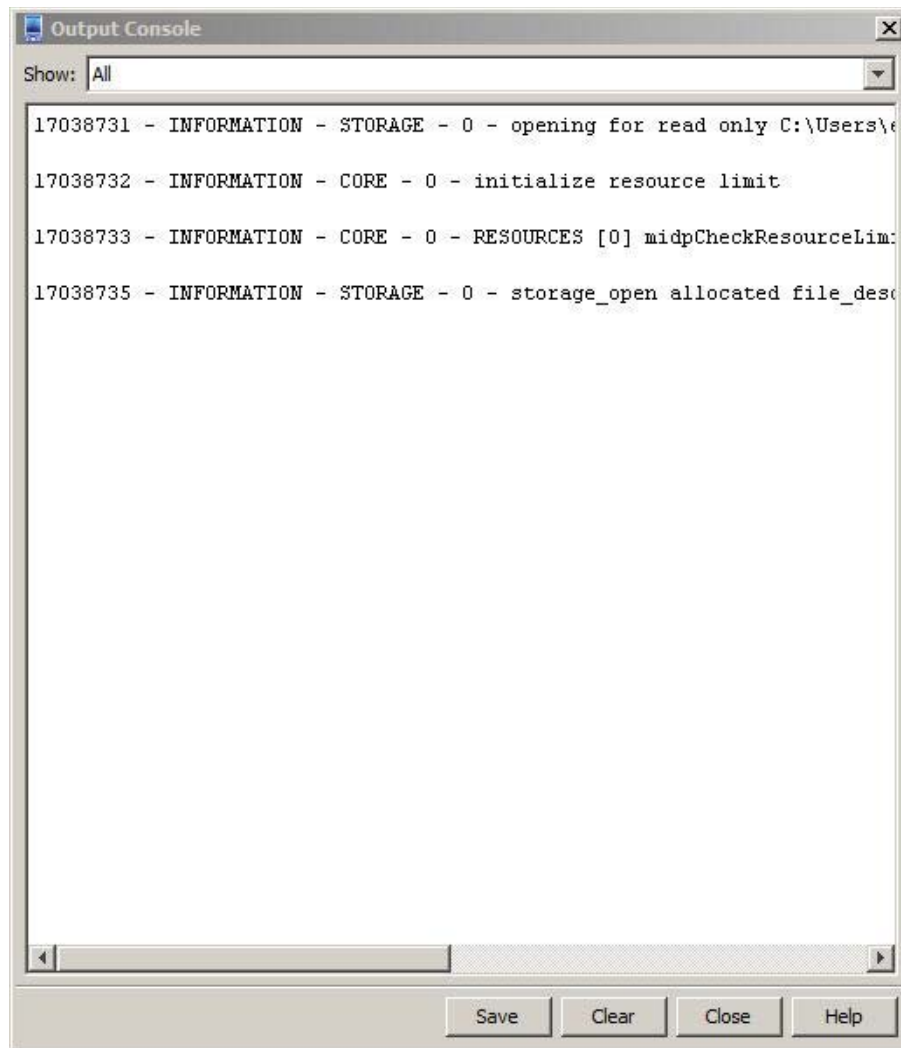 Output Console
Show: All
17038731 - INFORMATION - STORAGE - 0 - opening for read only C:\Users\
17038732 - INFORMATION - CORE - 0 - initialize resource limit
17038733 - INFORMATION - CORE - 0 - RESOURCES [0] midpCheckResourceLim
17038735 - INFORMATION - STORAGE - 0 - storage_open allocated file_des
Save Clear Close Help